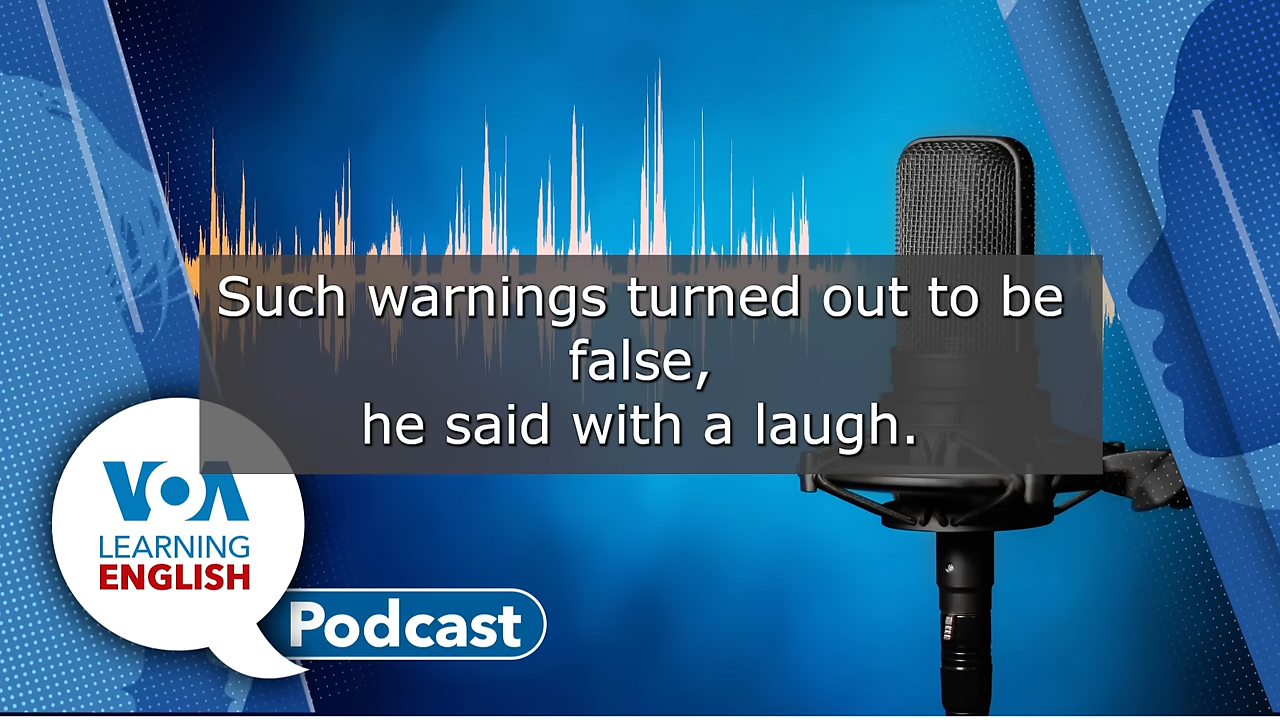 Such warnings turned out to be
false,
he said with a laugh.
VOA
LEARNING
ENGLISH
Podcast